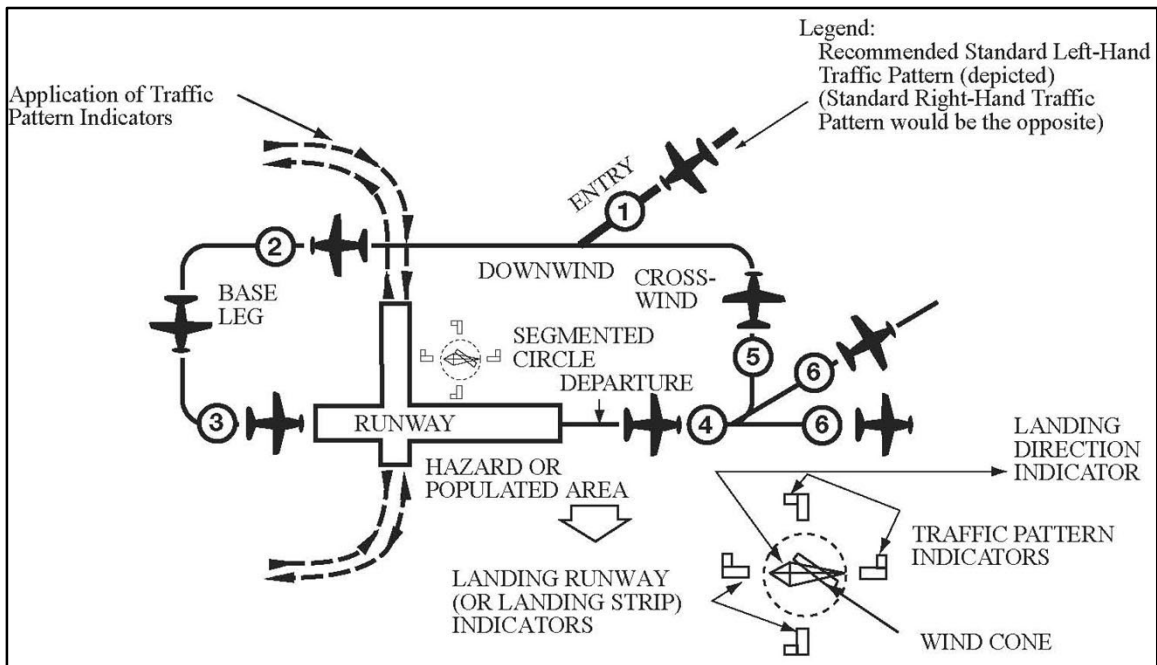 Legend:
Recommended Standard Left-Hand
Traffic Pattern (depicted)
(Standard Right-Hand Traffic
Pattern would be the opposite)
Application of Traffic
Pattern Indicators
ENTRY
1
2
DOWNWIND
CROSS-
WIND
BASE
LEG
SEGMENTED
CIRCLE
DEPARTURE
5
6
3
RUNWAY
4
6
HAZARD OR
POPULATED AREA
LANDING
DIRECTION
INDICATOR
TRAFFIC PATTERN
INDICATORS
LANDING RUNWAY
(OR LANDING STRIP)
INDICATORS
WIND CONE